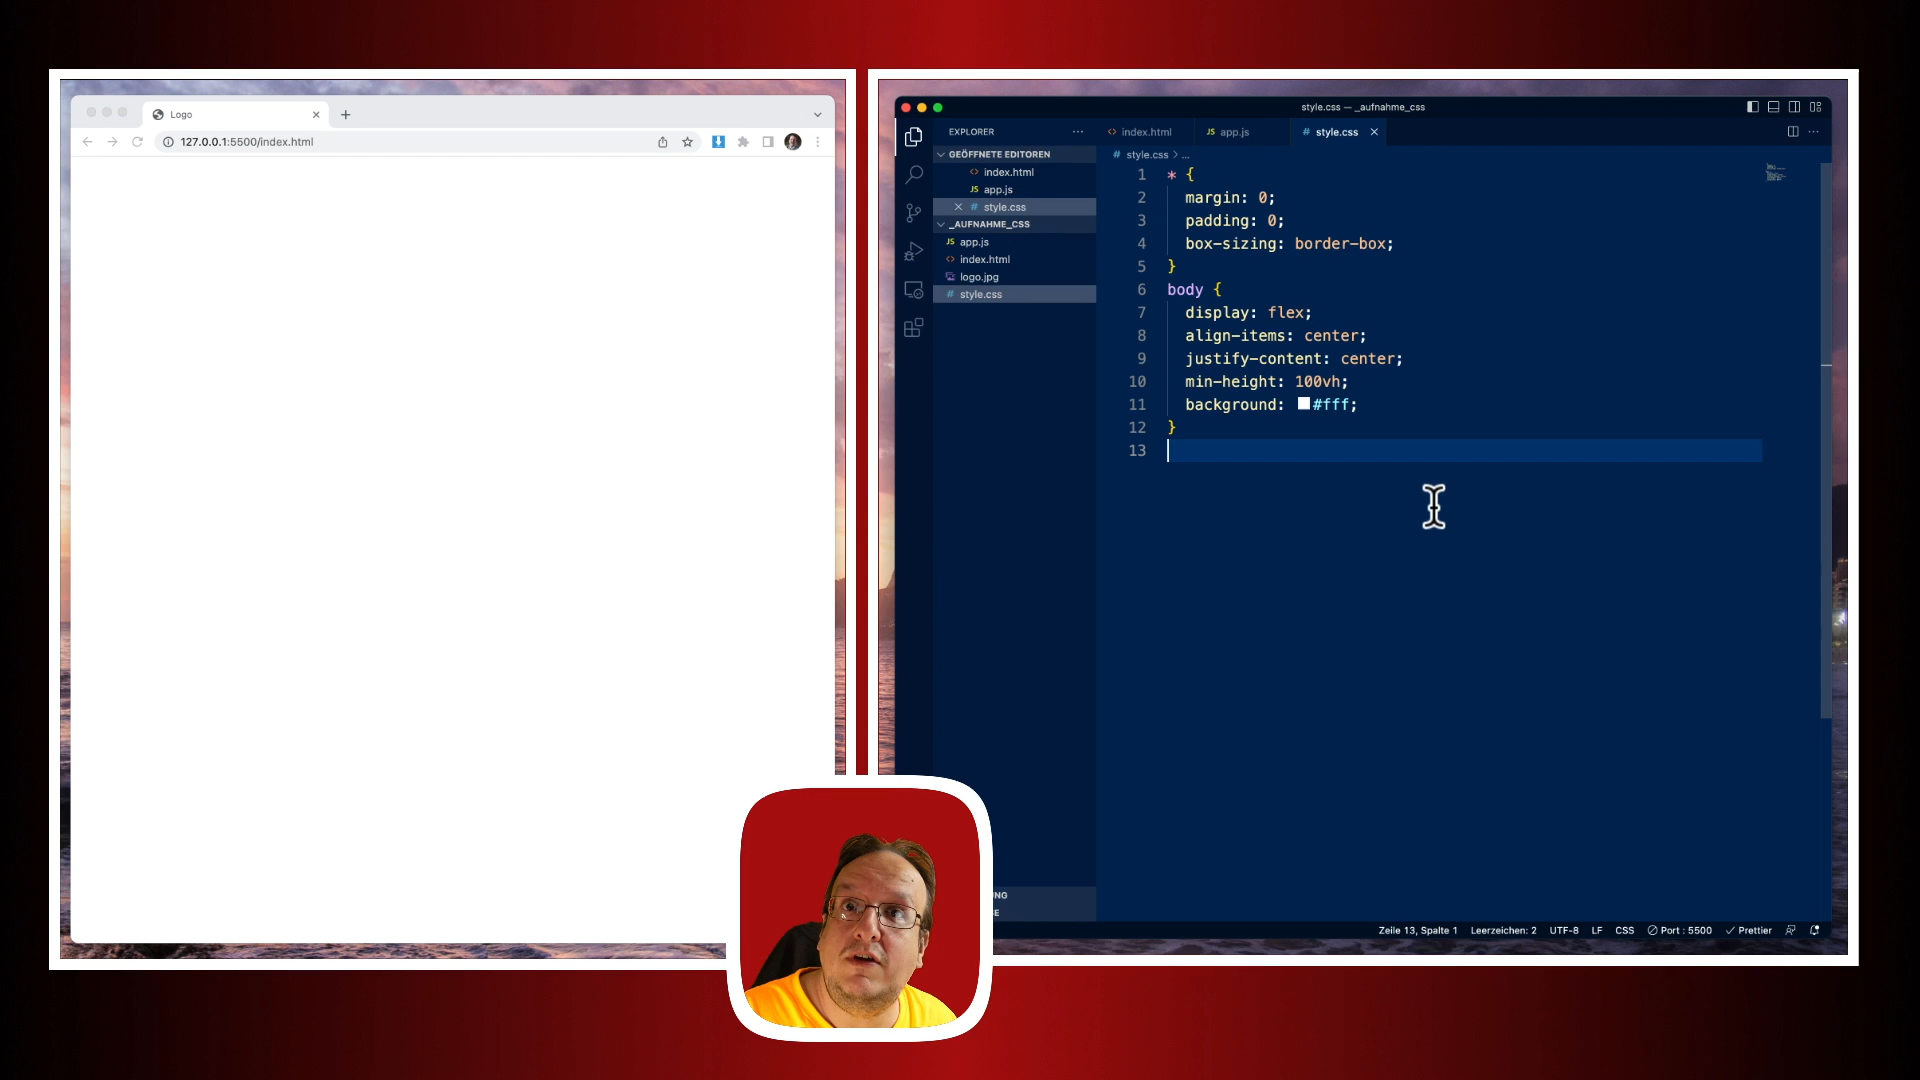 Logo
127.0.0.1:5500/index.html
style.css — _aufnahme_css
EXPLORER
GEÖFFNETE EDITOREN
index.html
JS app.js
# style.css
_AUFNAHME_CSS
JS app.js
index.html
logo.jpg
# style.css
NG
E
index.html
JS app.js
# style.css
# style.css > ...
1 * {
2 margin: 0;
3 padding: 0;
4 box-sizing: border-box;
5 }
6 body {
7 display: flex;
8 align-items: center;
9 justify-content: center;
10 min-height: 100vh;
11 background: #fff;
12 }
13
Zeile 13, Spalte 1 Leerzeichen: 2 UTF-8 LF CSS Port : 5500 Prettier